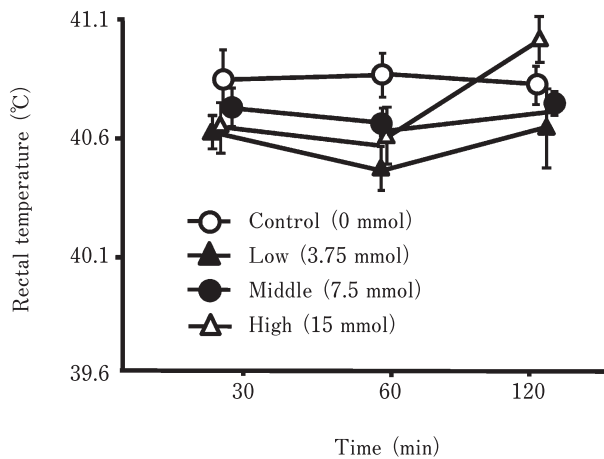 Rectal temperature (℃)
41.1
40.6
40.1
39.6
Control (0 mmol)
Low (3.75 mmol)
Middle (7.5 mmol)
High (15 mmol)
30 60 120
Time (min)